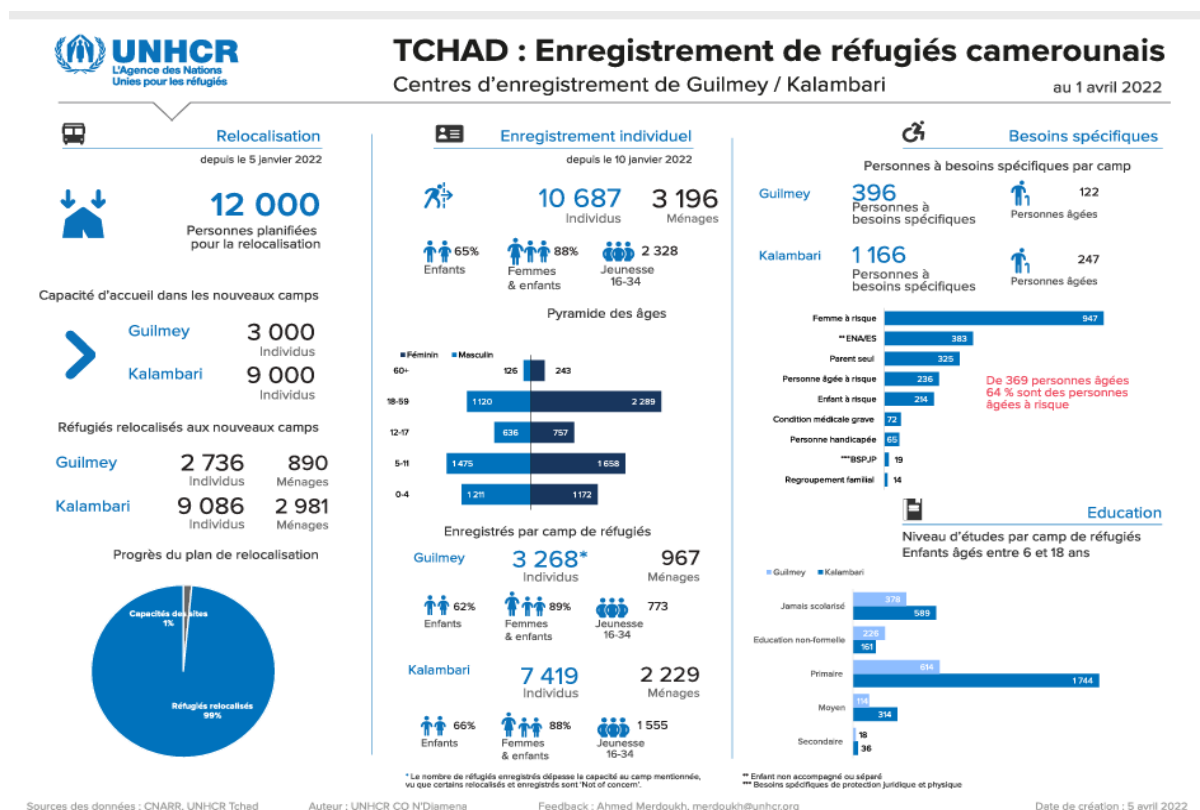 UNHCR
L'Agence des Nations
Unies pour les réfugiés
TCHAD : Enregistrement de réfugiés camerounais
Centres d'enregistrement de Guilmey / Kalambari
au 1 avril 2022
Relocalisation
depuis le 5 janvier 2022
12 000
Personnes planifiées
pour la relocalisation
Capacité d'accueil dans les nouveaux camps
Guilmey 3 000
Individus
Kalambari 9 000
Individus
Réfugiés relocalisés aux nouveaux camps
Guilmey 2 736 890
Individus Ménages
Kalambari 9 086 2 981
Individus Ménages
Progrès du plan de relocalisation
Capacités des sites
1%
Réfugiés relocalisés
99%
Enregistrement individuel
depuis le 10 janvier 2022
10 687 3 196
Individus Ménages
65% 88% 2 328
Enfants Femmes & enfants Jeunesse 16-34
Pyramide des âges
Féminin Masculin
60+ 126 243
18-59 1 120 2 289
12-17 636 757
5-11 1 475 1 658
0-4 1 211 1 172
Enregistrés par camp de réfugiés
Guilmey 3 268* 967
Individus Ménages
62% 89% 773
Enfants Femmes & enfants Jeunesse 16-34
Kalambari 7 419 2 229
Individus Ménages
66% 88% 1 555
Enfants Femmes & enfants Jeunesse 16-34
* Le nombre de réfugiés enregistrés dépasse la capacité au camp mentionnée,
vu que certains relocalisés et enregistrés sont 'Not of concern'.
Besoins spécifiques
Personnes à besoins spécifiques par camp
Guilmey 396 122
Personnes à besoins spécifiques Personnes âgées
Kalambari 1 166 247
Personnes à besoins spécifiques Personnes âgées
Femme à risque 947
**ENA/ES 383
Parent seul 325
Personne âgée à risque 236
Enfant à risque 214
Condition médicale grave 72
Personne handicapée 65
***BSPJP 19
Regroupement familial 14
De 369 personnes âgées
64 % sont des personnes
âgées à risque
Education
Niveau d'études par camp de réfugiés
Enfants âgés entre 6 et 18 ans
Guilmey Kalambari
Jamais scolarisé 378 589
Education non-formelle 226 161
Primaire 614 1 744
Moyen 114 314
Secondaire 18 36
** Enfant non accompagné ou séparé
*** Besoins spécifiques de protection juridique et physique
Sources des données : CNARR, UNHCR Tchad
Auteur : UNHCR CO N'Djamena
Feedback : Ahmed Merdoukh, merdoukh@unhcr.org
Date de création : 5 avril 2022